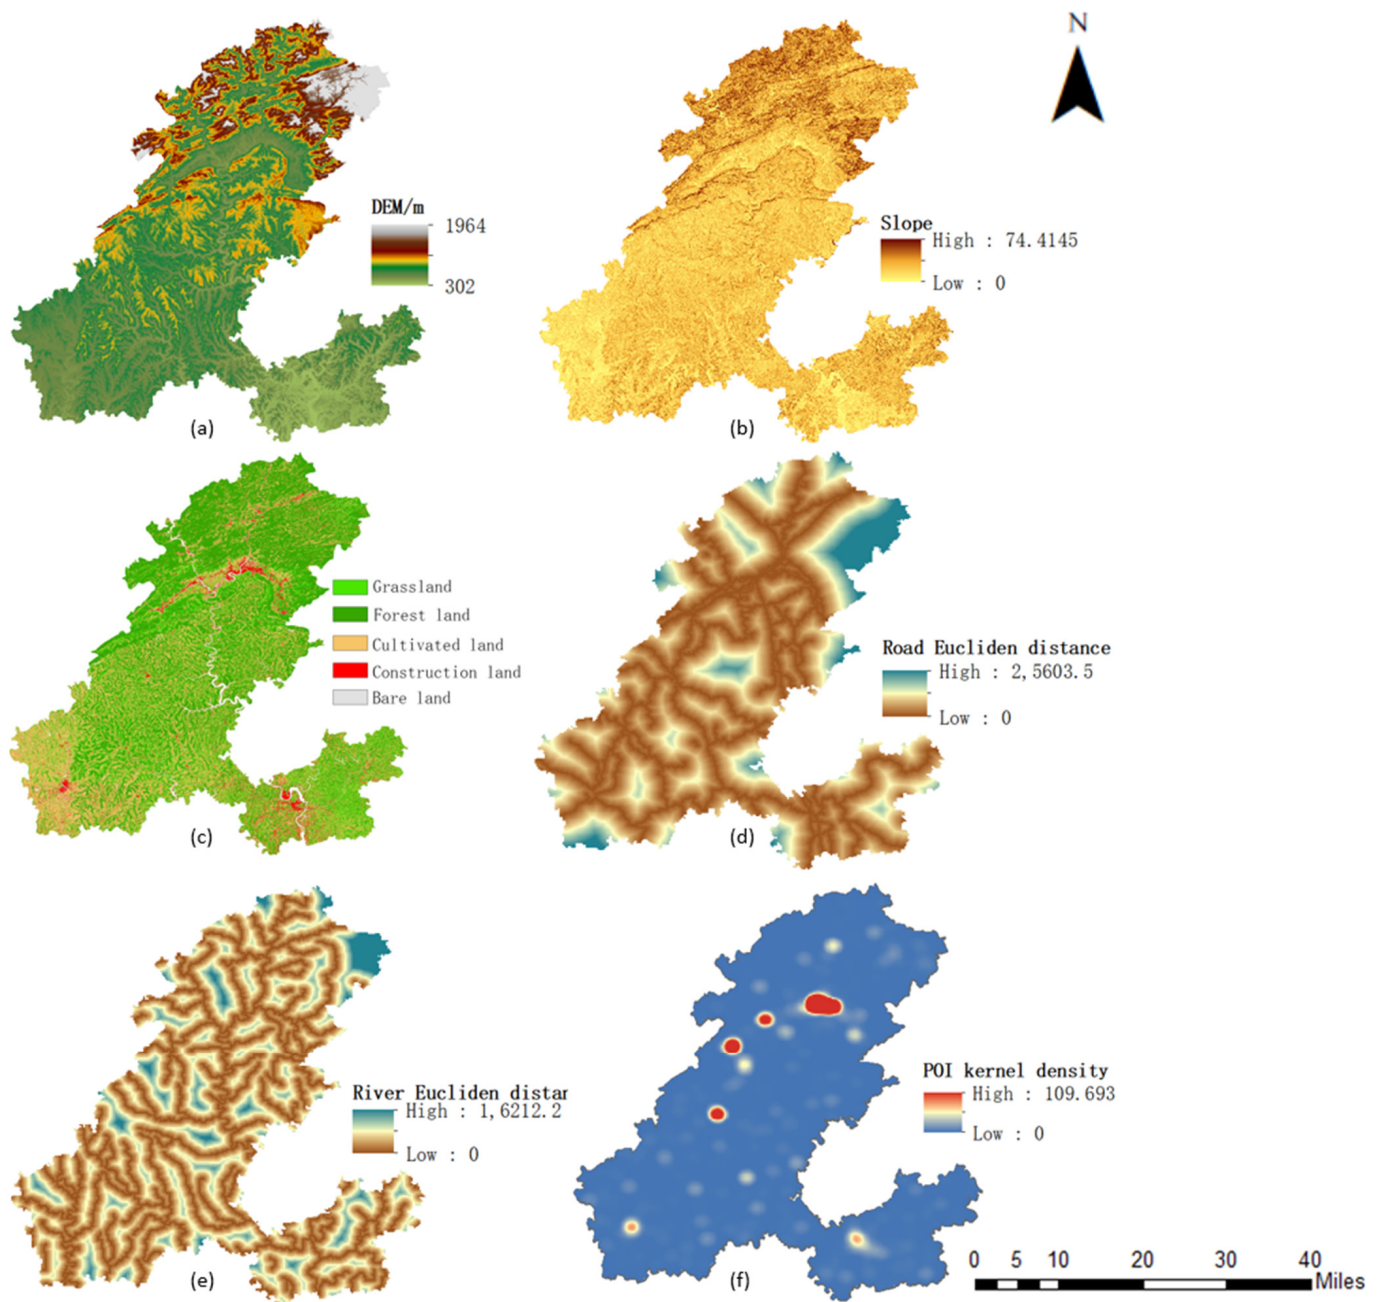 N
DEM/m
1964
302
Slope
High : 74.4145
Low : 0
(a)
(b)
Grassland
Forest land
Cultivated land
Construction land
Bare land
Road Eucliden distance
High : 2,5603.5
Low : 0
(c)
(d)
River Eucliden distan
High : 1,6212.2
Low : 0
POI kernel density
High : 109.693
Low : 0
(e)
(f)
0 5 10 20 30 40
Miles